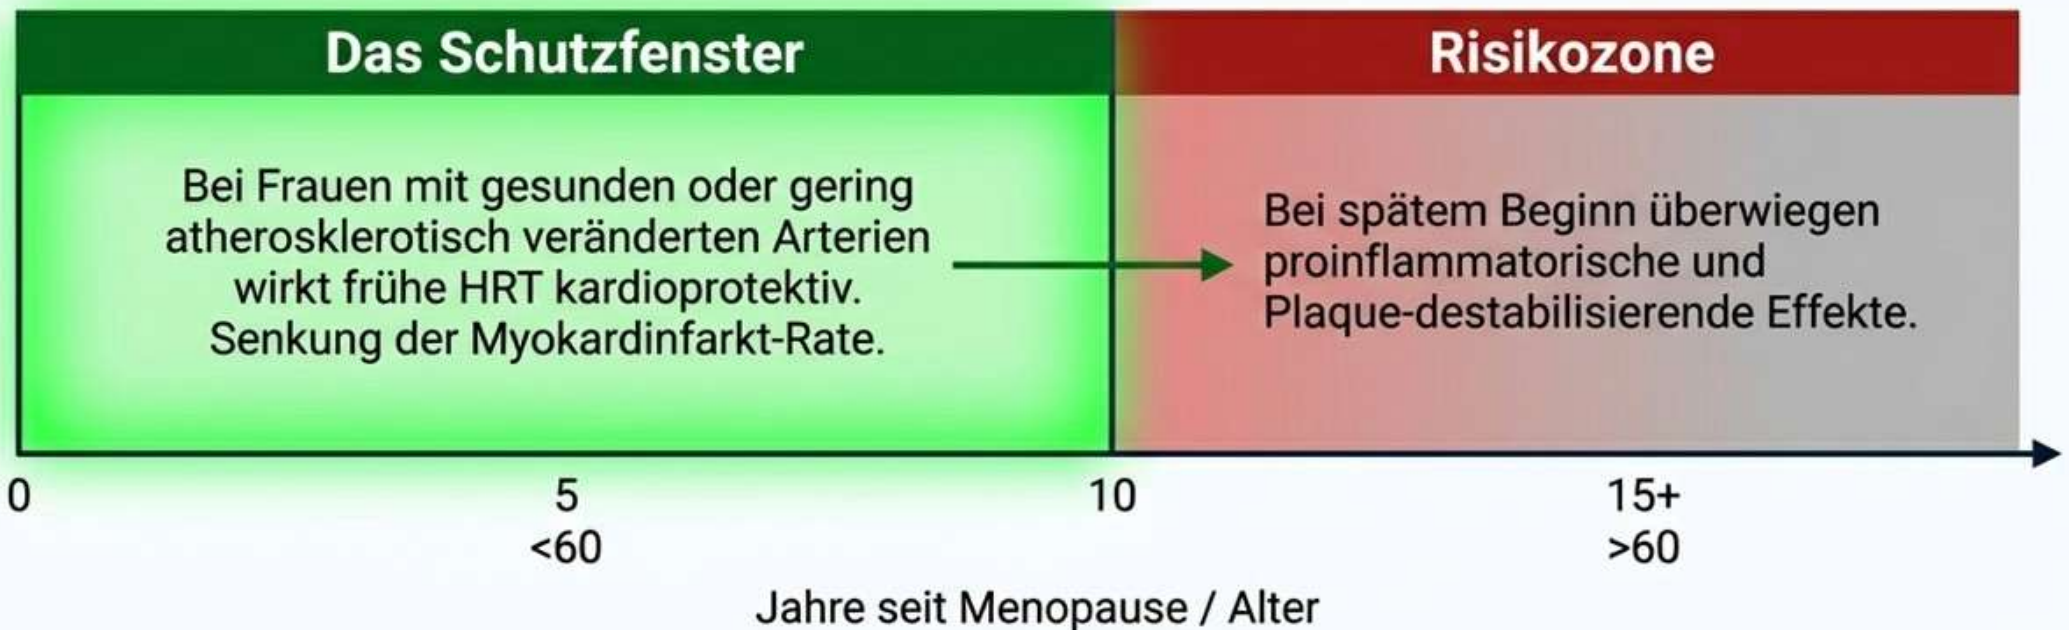 Das Schutzfenster
Risikozone
Bei Frauen mit gesunden oder gering
atherosklerotisch veränderten Arterien
wirkt frühe HRT kardioprotektiv.
Senkung der Myokardinfarkt-Rate.
Bei spätem Beginn überwiegen
proinflammatorische und
Plaque-destabilisierende Effekte.
0 5 10 15+
<60 >60
Jahre seit Menopause / Alter